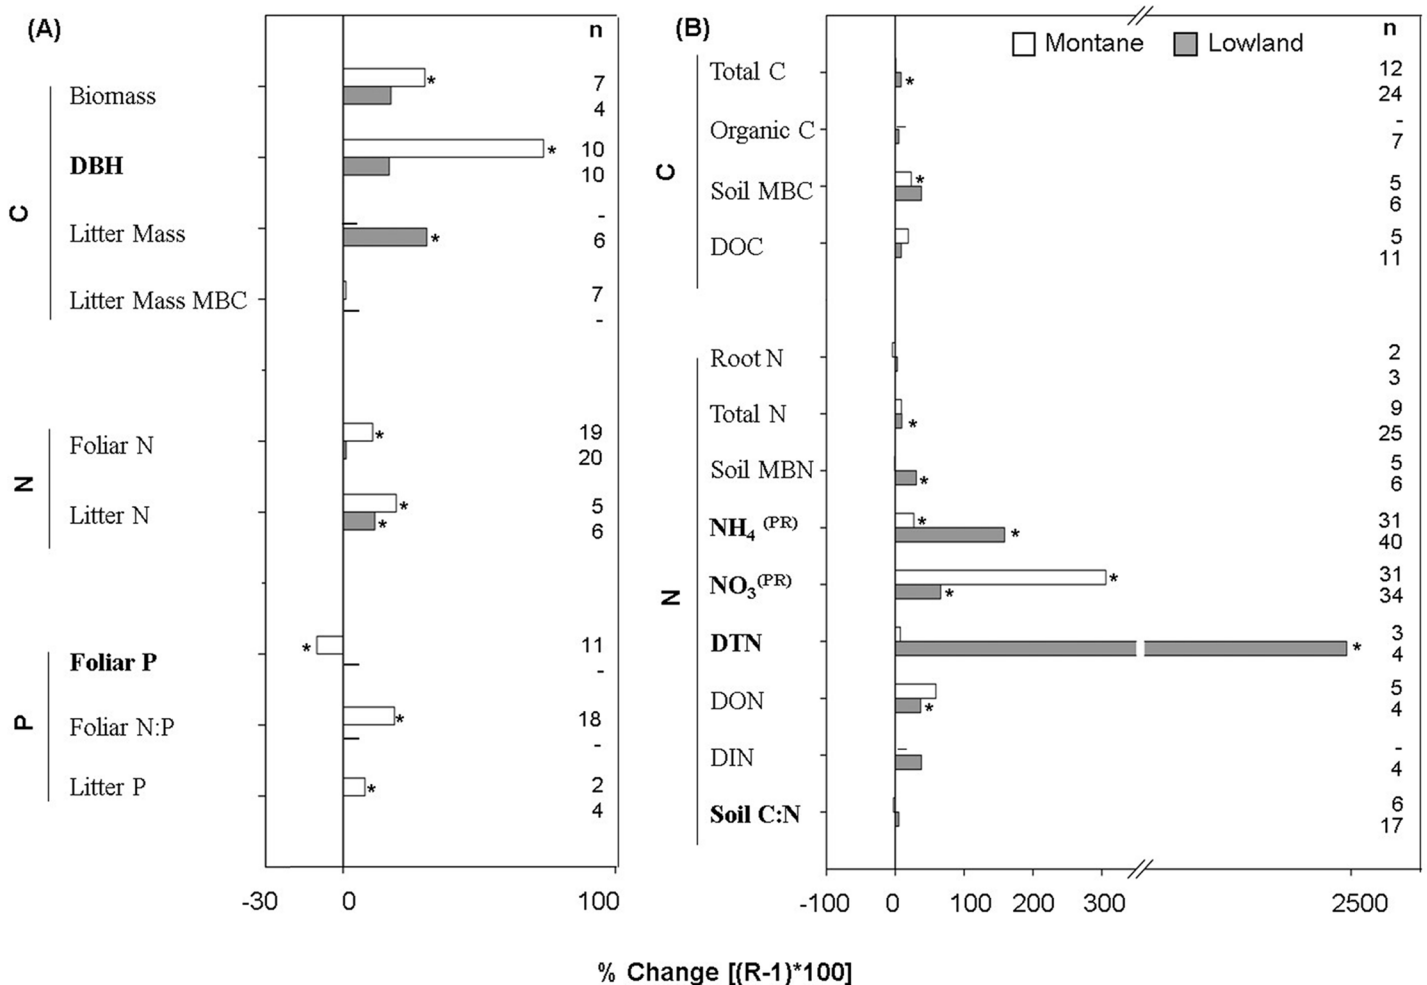 (A)
n
C
Biomass
*
7
4
DBH
*
10
10
Litter Mass
*
-
6
Litter Mass MBC
7
-
N
Foliar N
*
19
20
Litter N
*
*
5
6
P
Foliar P
*
11
-
Foliar N:P
*
18
-
Litter P
*
2
4
-30 0 100
(B)
n
Montane Lowland
C
Total C
*
12
24
Organic C
-
7
Soil MBC
*
5
6
DOC
5
11
N
Root N
2
3
Total N
*
9
25
Soil MBN
*
5
6
NH4 (PR)
*
*
31
40
NO3(PR)
*
*
31
34
DTN
*
3
4
DON
*
5
4
DIN
-
4
Soil C:N
6
17
-100 0 100 200 300 2500
% Change [(R-1)*100]